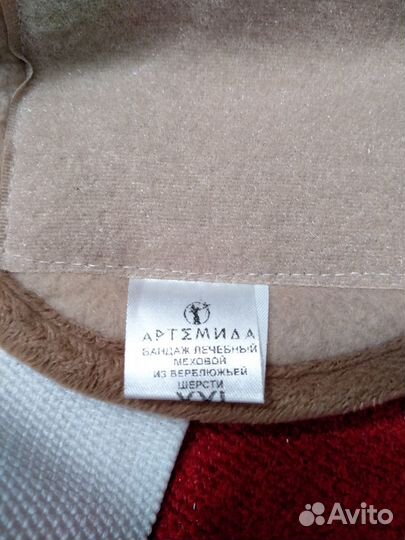 АРТЕМИДА
БАНДАЖ ЛЕЧЕБНЫЙ
МЕХОВОЙ
ИЗ ВЕРБЛЮЖЬЕЙ
ШЕРСТИ
XXL
Avito